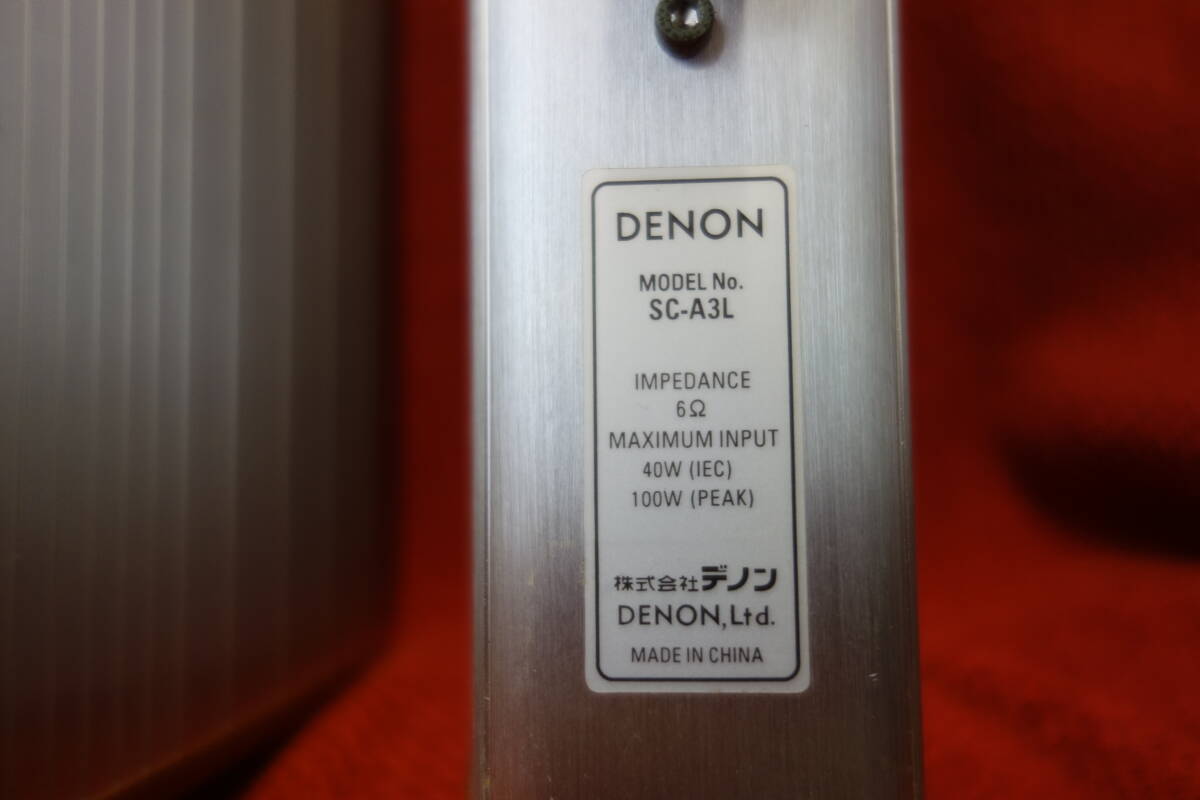 DENON
MODEL No.
SC-A3L
IMPEDANCE
6Ω
MAXIMUM INPUT
40W (IEC)
100W (PEAK)
株式会社デノン
DENON,Ltd.
MADE IN CHINA